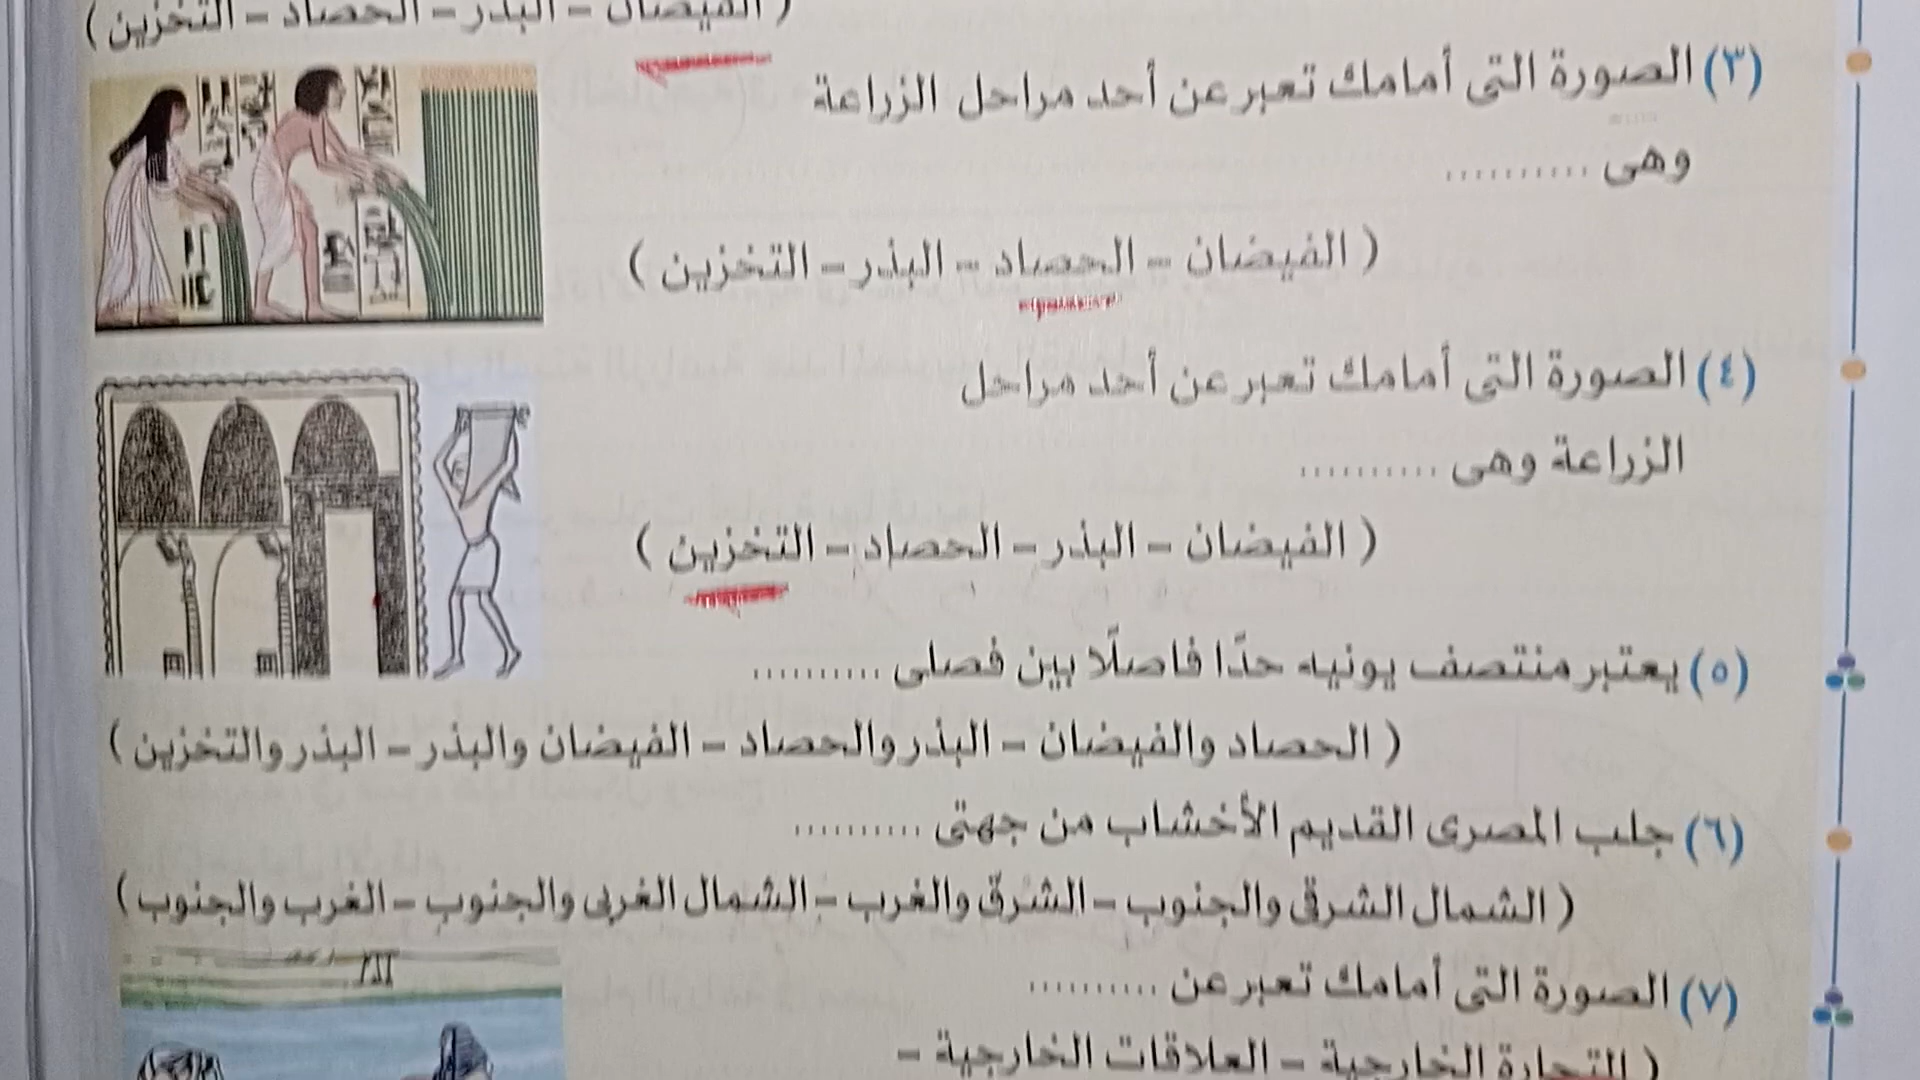 ( الفيضان - البذر - الحصاد - التخزين )
(٣) الصورة التى أمامك تعبر عن أحد مراحل الزراعة
وهى ..........
( الفيضان - الحصاد - البذر - التخزين )
(٤) الصورة التى أمامك تعبر عن أحد مراحل
الزراعة وهى ..........
( الفيضان - البذر - الحصاد - التخزين )
(٥) يعتبر منتصف يونيه حدًا فاصلًا بين فصلى ..........
( الحصاد والفيضان - البذر والحصاد - الفيضان والبذر - البذر والتخزين )
(٦) جلب المصرى القديم الأخشاب من جهتى ..........
( الشمال الشرقى والجنوب - الشرق والغرب - الشمال الغربى والجنوب - الغرب والجنوب )
(٧) الصورة التى أمامك تعبر عن ..........
( التجارة الخارجية - العلاقات الخارجية -